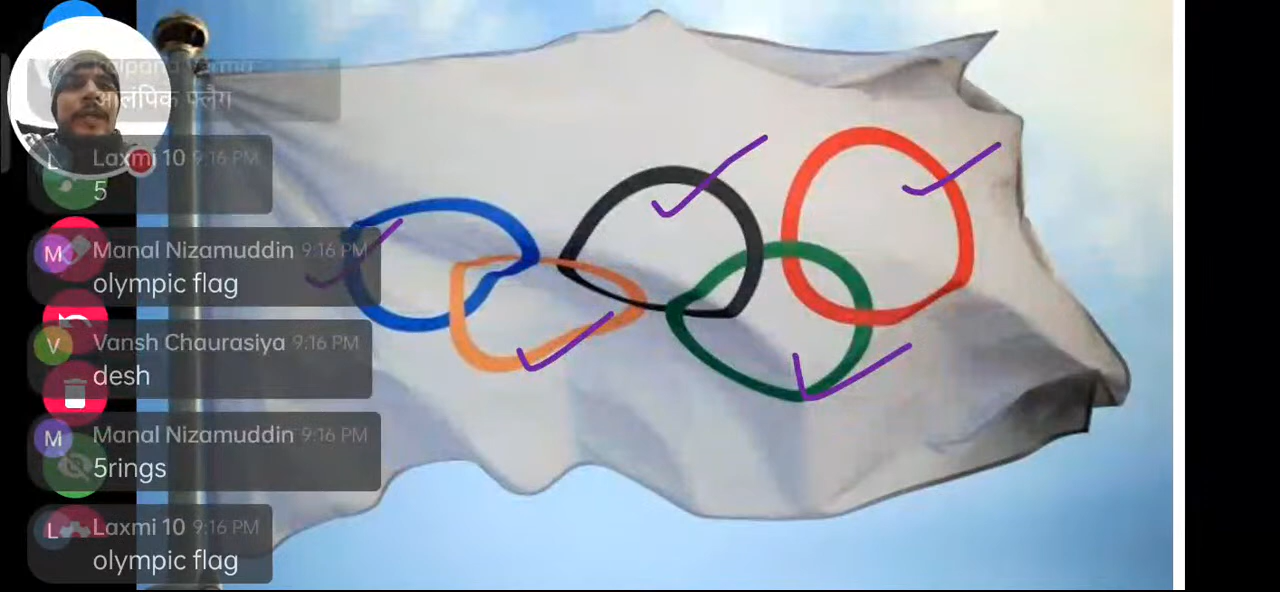 आलंपिक फ्लैग
Laxmi 10 9:16 PM
5
Manal Nizamuddin 9:16 PM
olympic flag
Vansh Chaurasiya 9:16 PM
desh
Manal Nizamuddin 9:16 PM
5rings
Laxmi 10 9:16 PM
olympic flag